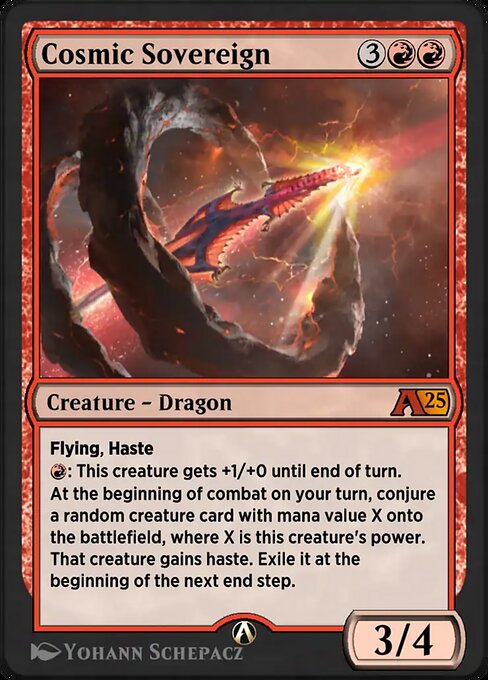 Cosmic Sovereign 3
Creature – Dragon A25
Flying, Haste
: This creature gets +1/+0 until end of turn.
At the beginning of combat on your turn, conjure
a random creature card with mana value X onto
the battlefield, where X is this creature's power.
That creature gains haste. Exile it at the
beginning of the next end step.
Yohann Schepacz
3/4